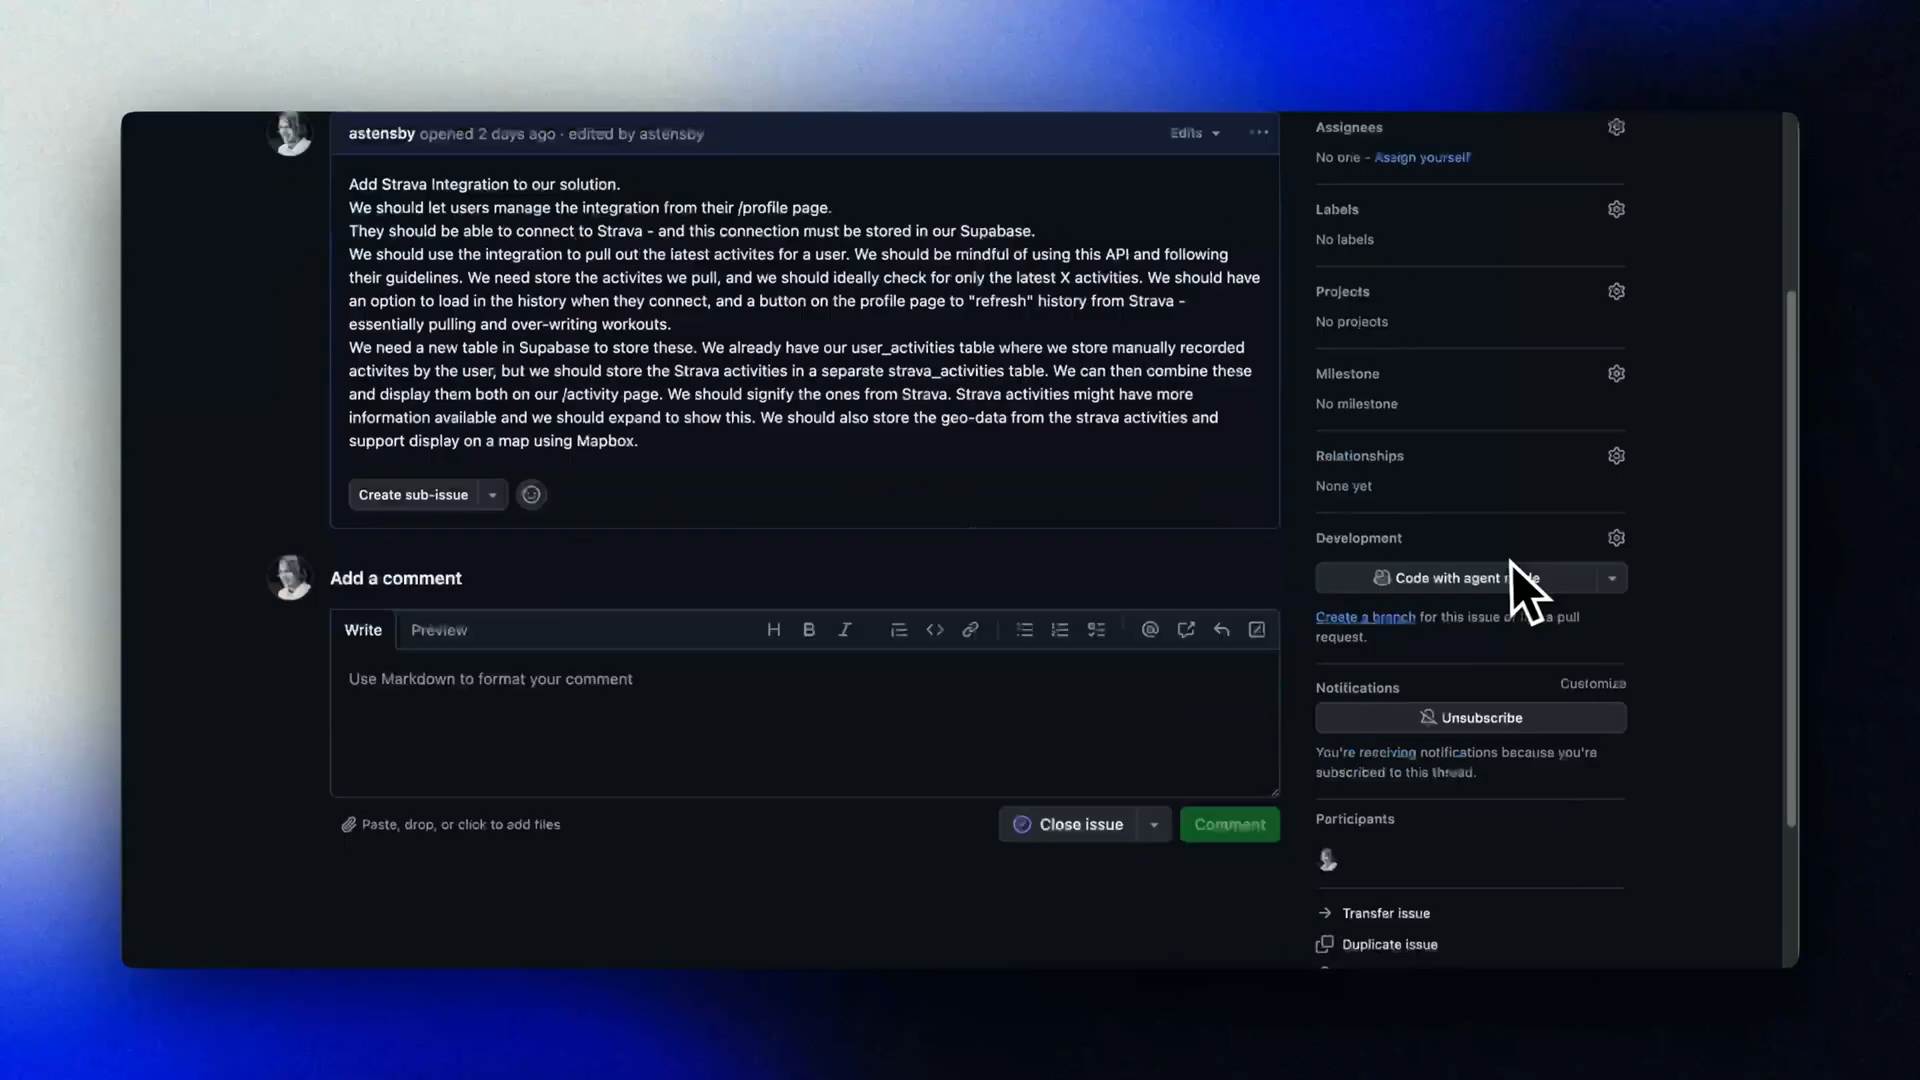 astensby opened 2 days ago · edited by astensby
Edits
Add Strava Integration to our solution.
We should let users manage the integration from their /profile page.
They should be able to connect to Strava - and this connection must be stored in our Supabase.
We should use the integration to pull out the latest activites for a user. We should be mindful of using this API and following
their guidelines. We need store the activites we pull, and we should ideally check for only the latest X activities. We should have
an option to load in the history when they connect, and a button on the profile page to "refresh" history from Strava -
essentially pulling and over-writing workouts.
We need a new table in Supabase to store these. We already have our user_activities table where we store manually recorded
activites by the user, but we should store the Strava activities in a separate strava_activities table. We can then combine these
and display them both on our /activity page. We should signify the ones from Strava. Strava activities might have more
information available and we should expand to show this. We should also store the geo-data from the strava activities and
support display on a map using Mapbox.
Create sub-issue
Add a comment
Write
Preview
Use Markdown to format your comment
Paste, drop, or click to add files
Close issue
Comment
Assignees
No one - Assign yourself
Labels
No labels
Projects
No projects
Milestone
No milestone
Relationships
None yet
Development
Code with agent
Create a branch for this issue a pull
request.
Notifications
Customize
Unsubscribe
You're receiving notifications because you're
subscribed to this thread.
Participants
Transfer issue
Duplicate issue